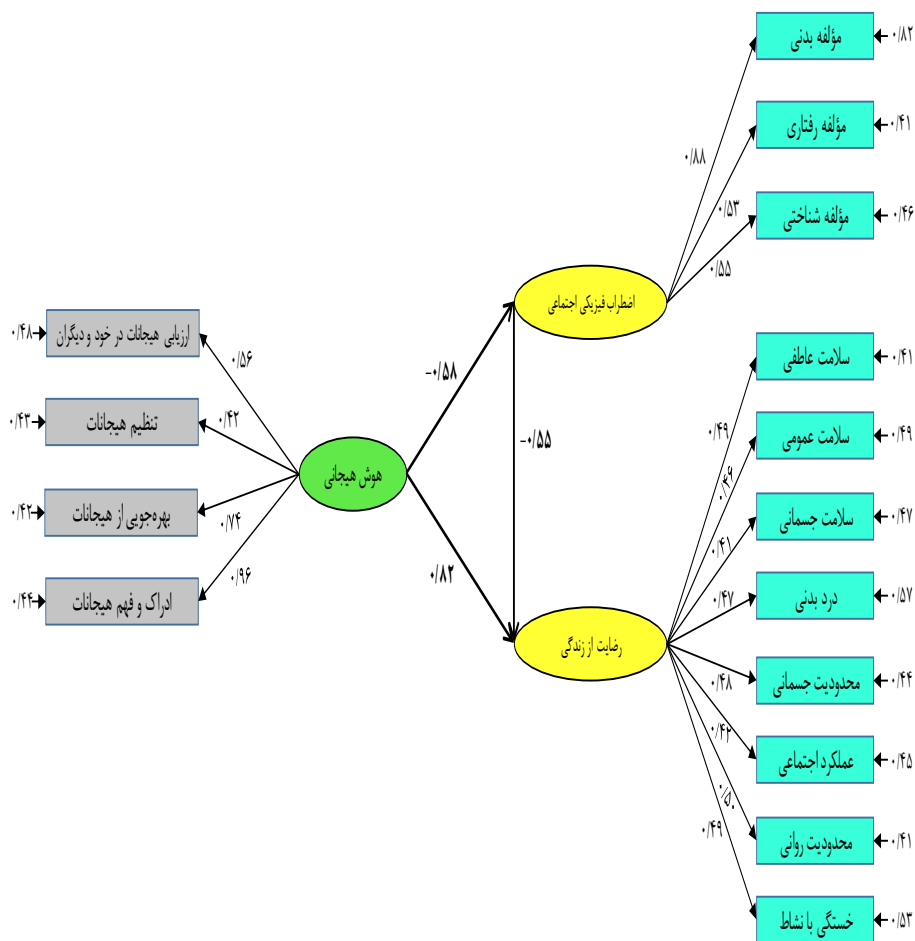 مؤلفه بدنی
۰/۸۲
مؤلفه رفتاری
۰/۴۱
۰/۸۸
مؤلفه شناختی
۰/۴۶
۰/۵۳
۰/۵۵
اضطراب فیزیکی اجتماعی
ارزیابی هیجانات در خود و دیگران
۰/۴۸
۰/۵۶
تنظیم هیجانات
۰/۴۳
۰/۴۲
بهره‌جویی از هیجانات
۰/۴۲
۰/۷۴
ادراک و فهم هیجانات
۰/۴۴
۰/۹۶
هوش هیجانی
-۰/۵۸
-۰/۵۵
۰/۸۲
رضایت از زندگی
سلامت عاطفی
۰/۴۱
۰/۴۹
سلامت عمومی
۰/۴۹
۰/۴۶
سلامت جسمانی
۰/۴۷
۰/۴۱
درد بدنی
۰/۵۷
۰/۴۷
محدودیت جسمانی
۰/۴۴
۰/۴۸
عملکرد اجتماعی
۰/۴۵
۰/۴۲
محدودیت روانی
۰/۴۱
۰/۵۰
خستگی با نشاط
۰/۵۳
۰/۴۹